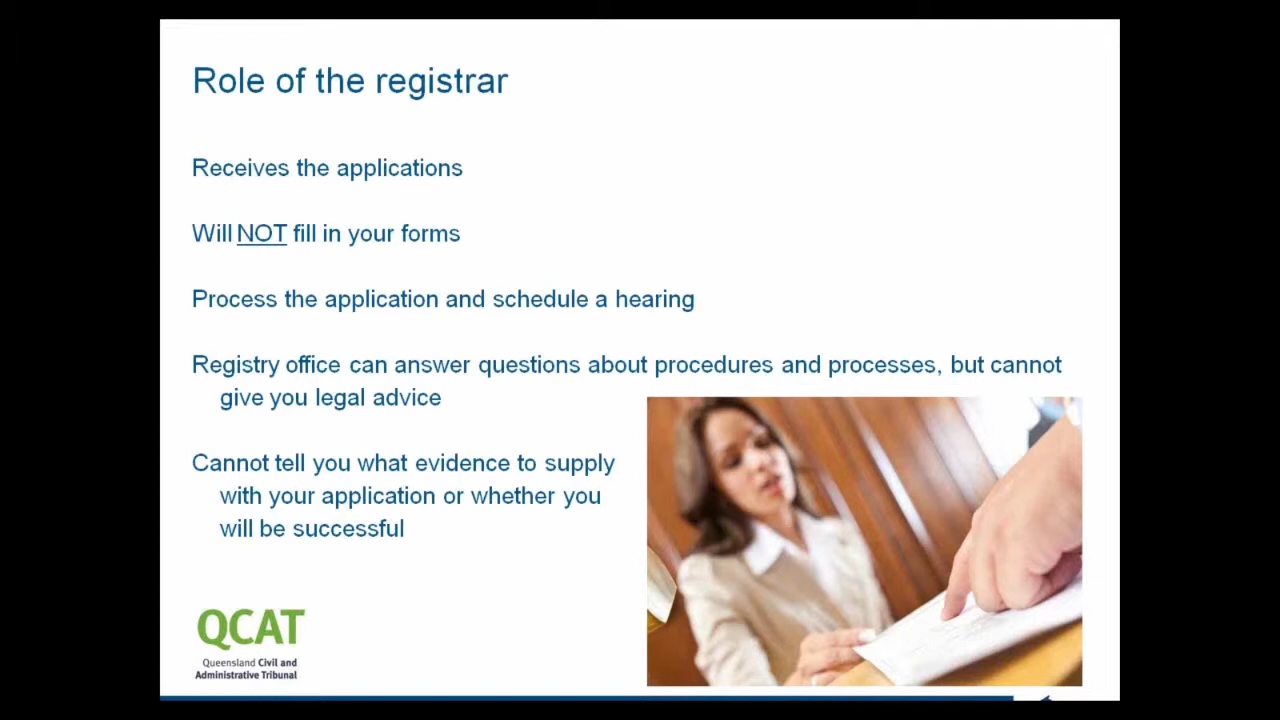 Role of the registrar
Receives the applications
Will NOT fill in your forms
Process the application and schedule a hearing
Registry office can answer questions about procedures and processes, but cannot
give you legal advice
Cannot tell you what evidence to supply
with your application or whether you
will be successful
QCAT
Queensland Civil and
Administrative Tribunal